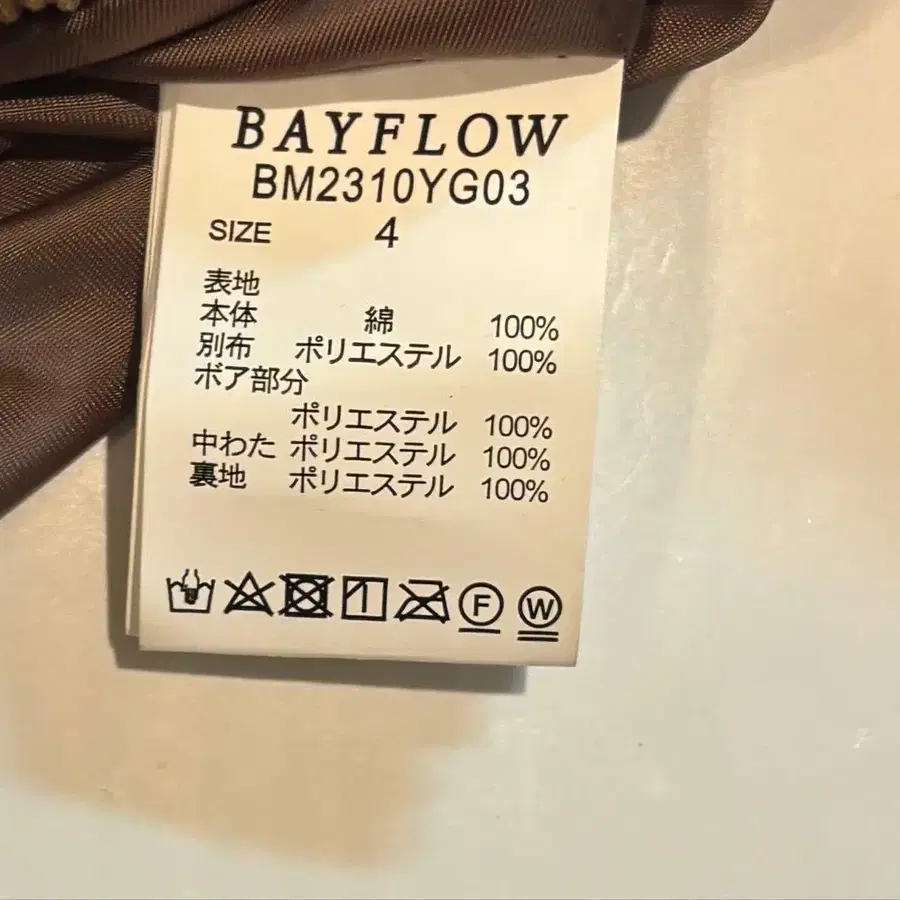 BAYFLOW
BM2310YG03
SIZE 4
表地
本体 綿 100%
別布 ポリエステル 100%
ボア部分
ポリエステル 100%
中わた ポリエステル 100%
裏地 ポリエステル 100%
F W